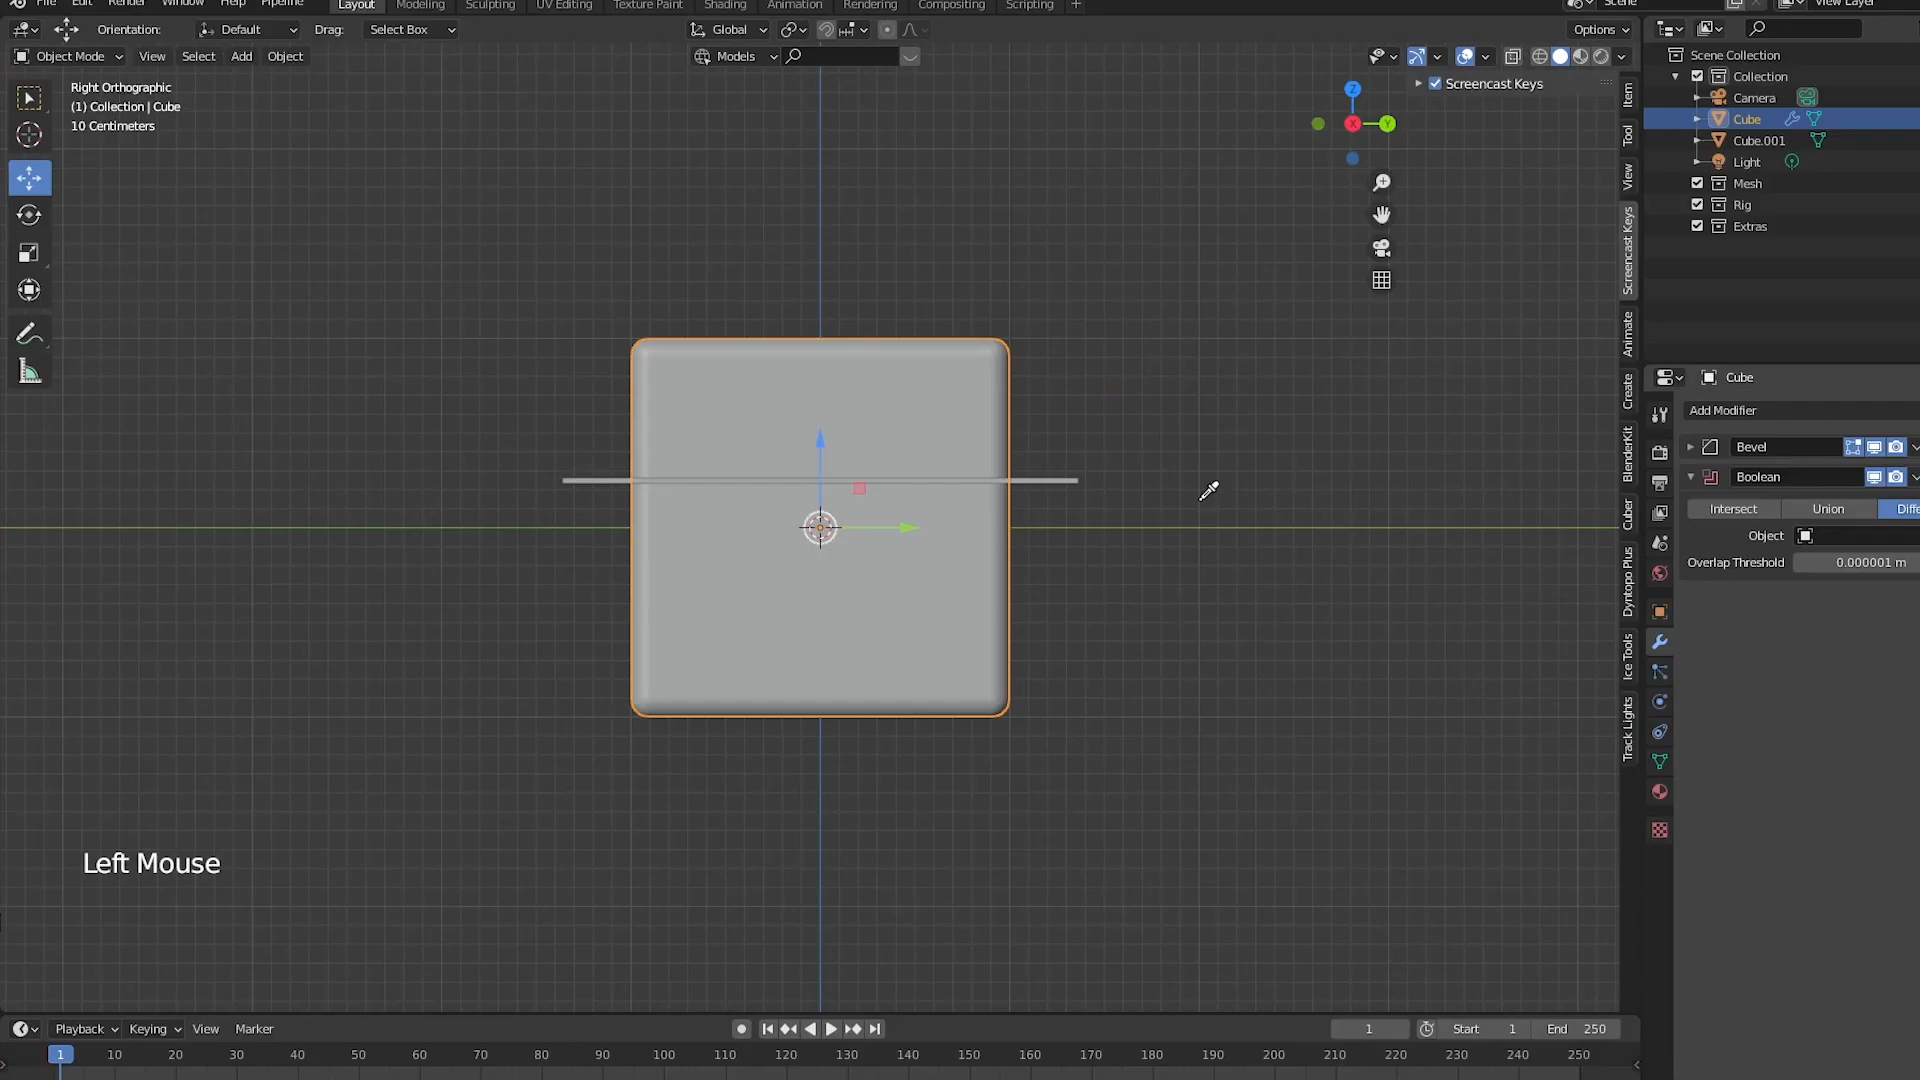 File Edit Render Window Help Pipeline Layout Modeling Sculpting UV Editing Texture Paint Shading Animation Rendering Compositing Scripting + Scene View Layer
Orientation: Default Drag: Select Box Global Options
Object Mode View Select Add Object Models
Right Orthographic
(1) Collection | Cube
10 Centimeters
Z
X
Y
Screencast Keys
Item
Tool
View
Screencast Keys
Animate
Create
BlenderKit
Cuber
Dyntopo Plus
Ice Tools
Track Lights
Scene Collection
Collection
Camera
Cube
Cube.001
Light
Mesh
Rig
Extras
Cube
Add Modifier
Bevel
Boolean
Intersect Union Diffe
Object
Overlap Threshold 0.000001 m
Left Mouse
Playback Keying View Marker 1 Start 1 End 250
1 10 20 30 40 50 60 70 80 90 100 110 120 130 140 150 160 170 180 190 200 210 220 230 240 250